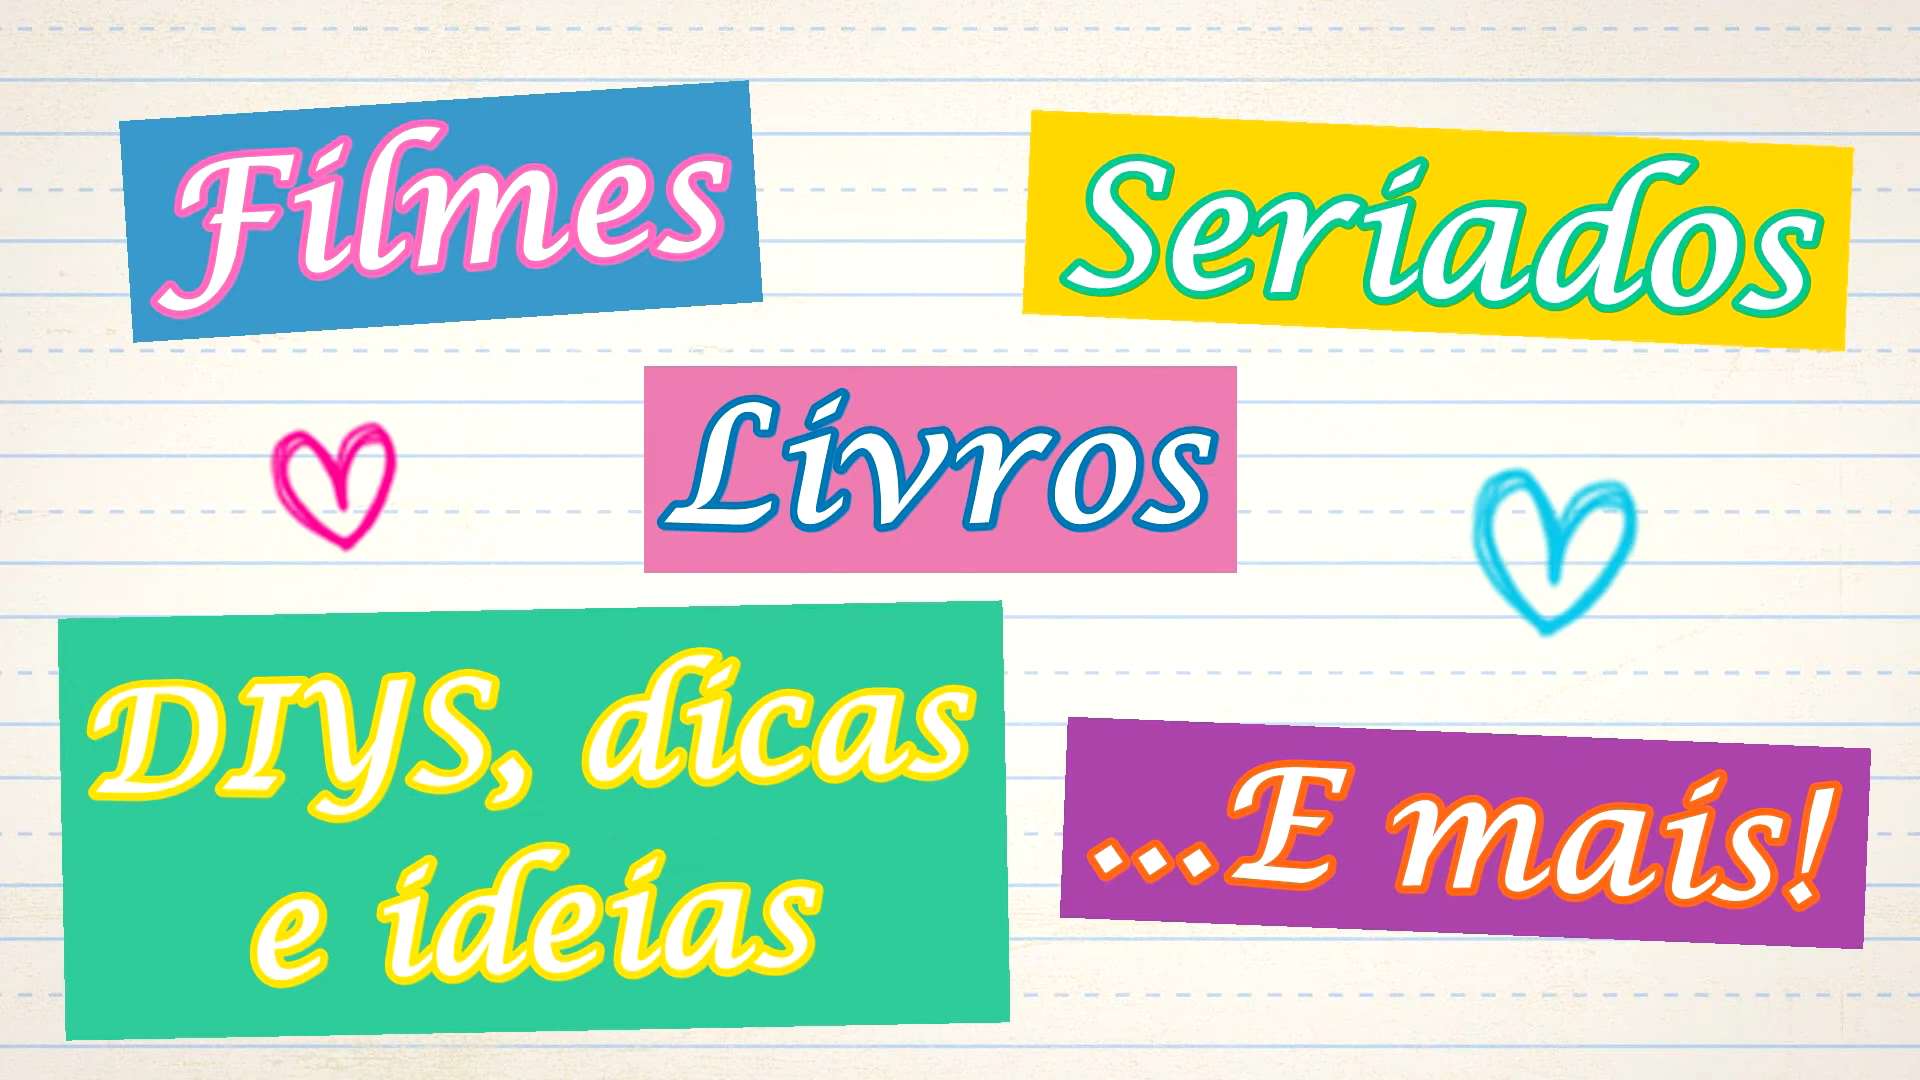 Filmes
Seriados
Livros
DIYS, dicas
e ideias
...E mais!